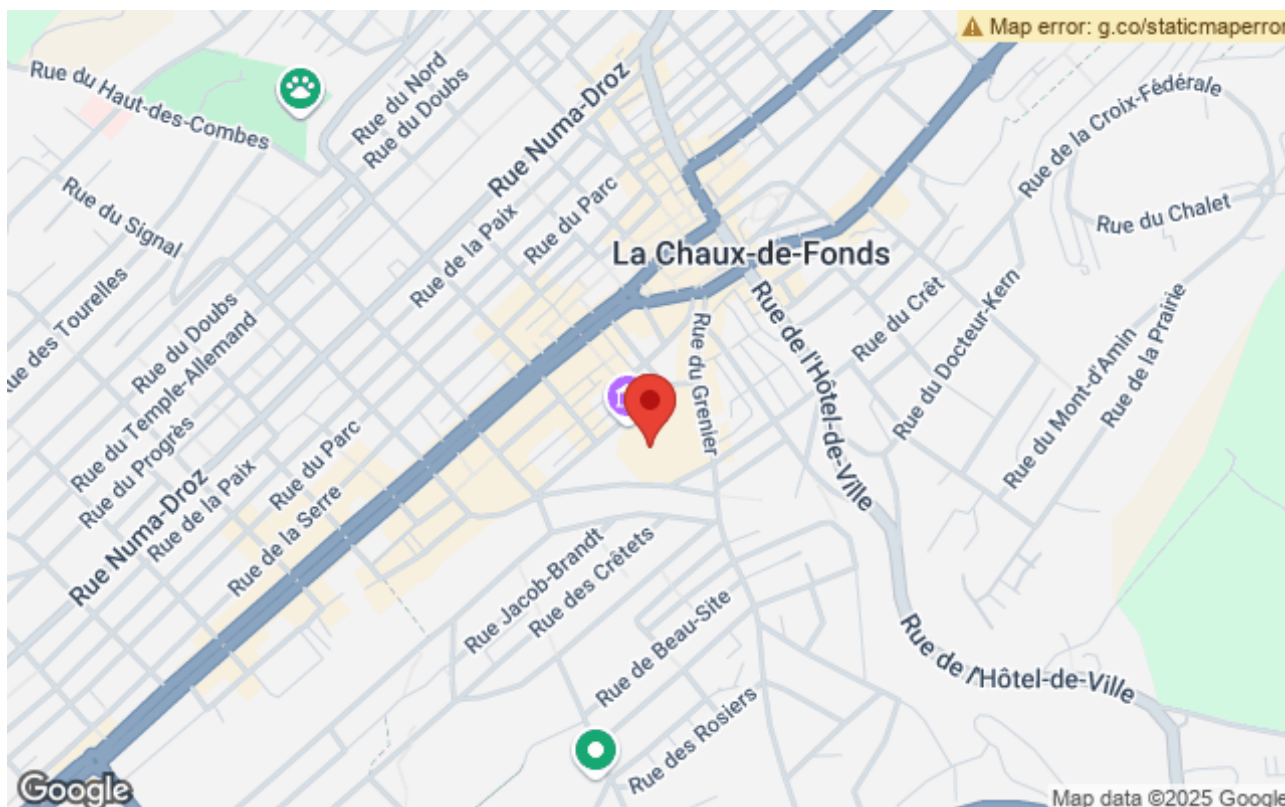 Map error: g.co/staticmaperror
Rue du Haut-des-Combes
Rue du Nord
Rue du Doubs
Rue Numa-Droz
Rue de la Croix-Fédérale
Rue du Signal
Rue de la Paix
Rue du Parc
Rue du Chalet
La Chaux-de-Fonds
Rue des Tourelles
Rue du Doubs
Rue du Temple-Allemand
Rue du Progrès
Rue de l'Hôtel-de-Ville
Rue du Grenier
Rue du Crêt
Rue du Docteur-Kern
Rue du Mont-d'Amin
Rue de la Prairie
Rue Numa-Droz
Rue de la Paix
Rue du Parc
Rue de la Serre
Rue Jacob-Brandt
Rue des Crêtets
Rue de Beau-Site
Rue de l'Hôtel-de-Ville
Rue des Rosiers
Google
Map data ©2025 Google